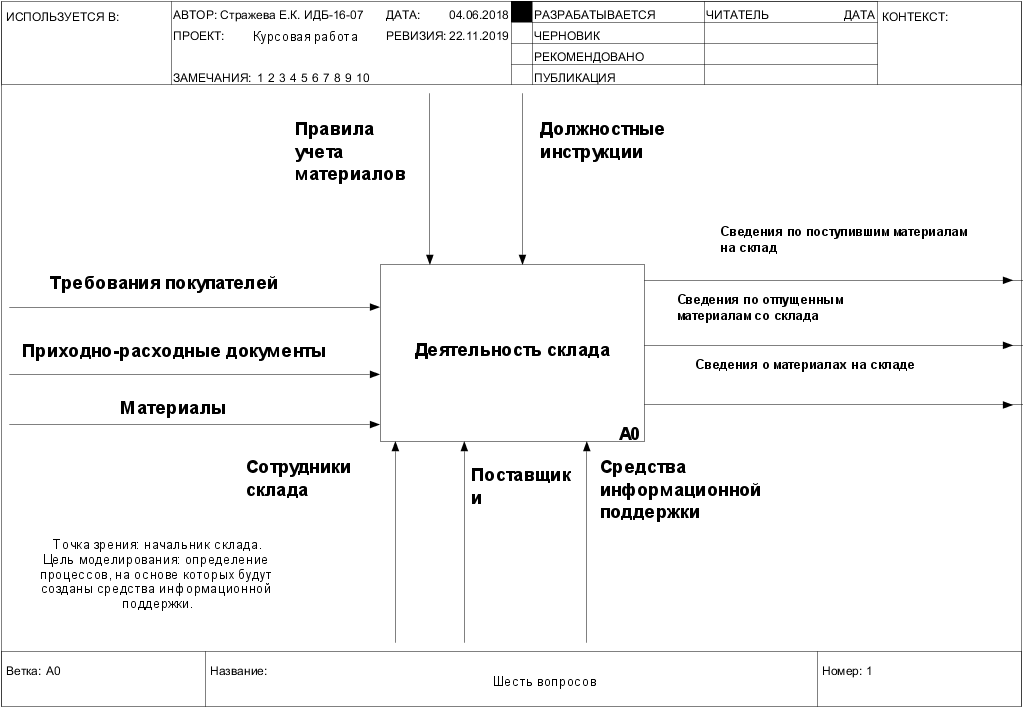 ИСПОЛЬЗУЕТСЯ В:
АВТОР: Стражева Е.К. ИДБ-16-07
ДАТА: 04.06.2018
РАЗРАБАТЫВАЕТСЯ
ЧИТАТЕЛЬ
ДАТА
КОНТЕКСТ:
ПРОЕКТ: Курсовая работа
РЕВИЗИЯ: 22.11.2019
ЧЕРНОВИК
РЕКОМЕНДОВАНО
ЗАМЕЧАНИЯ: 1 2 3 4 5 6 7 8 9 10
ПУБЛИКАЦИЯ
Правила
учета
материалов
Должностные
инструкции
Сведения по поступившим материалам
на склад
Требования покупателей
Сведения по отпущенным
материалам со склада
Приходно-расходные документы
Деятельность склада
Сведения о материалах на складе
Материалы
А0
Сотрудники
склада
Поставщик
и
Средства
информационной
поддержки
Точка зрения: начальник склада.
Цель моделирования: определение
процессов, на основе которых будут
созданы средства информационной
поддержки.
Ветка: А0
Название:
Шесть вопросов
Номер: 1